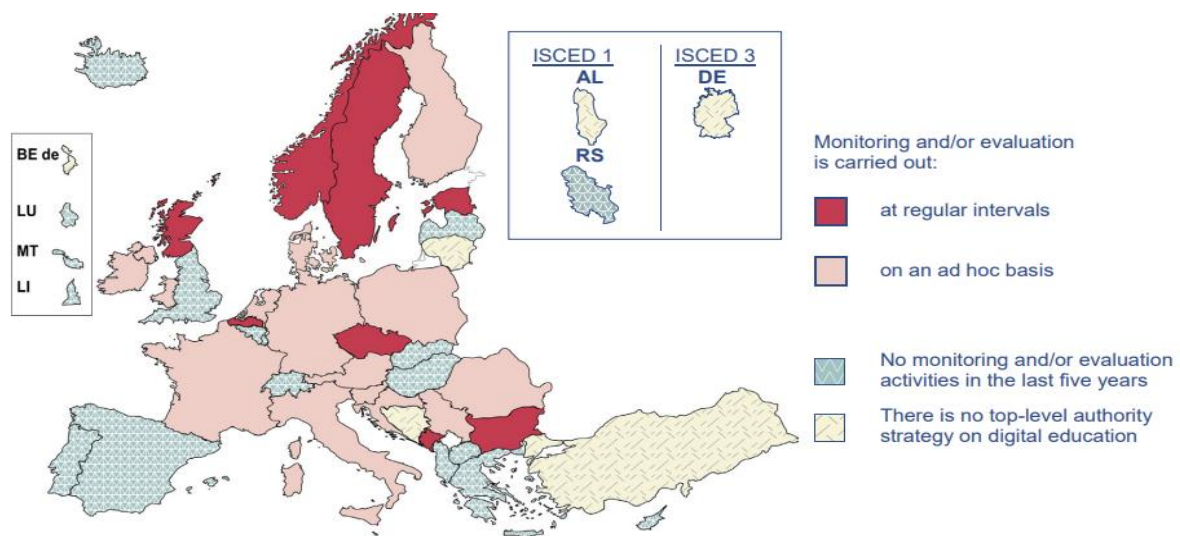 ISCED 1
ISCED 3
AL
DE
RS
BE de
LU
MT
LI
Monitoring and/or evaluation
is carried out:
at regular intervals
on an ad hoc basis
No monitoring and/or evaluation
activities in the last five years
There is no top-level authority
strategy on digital education